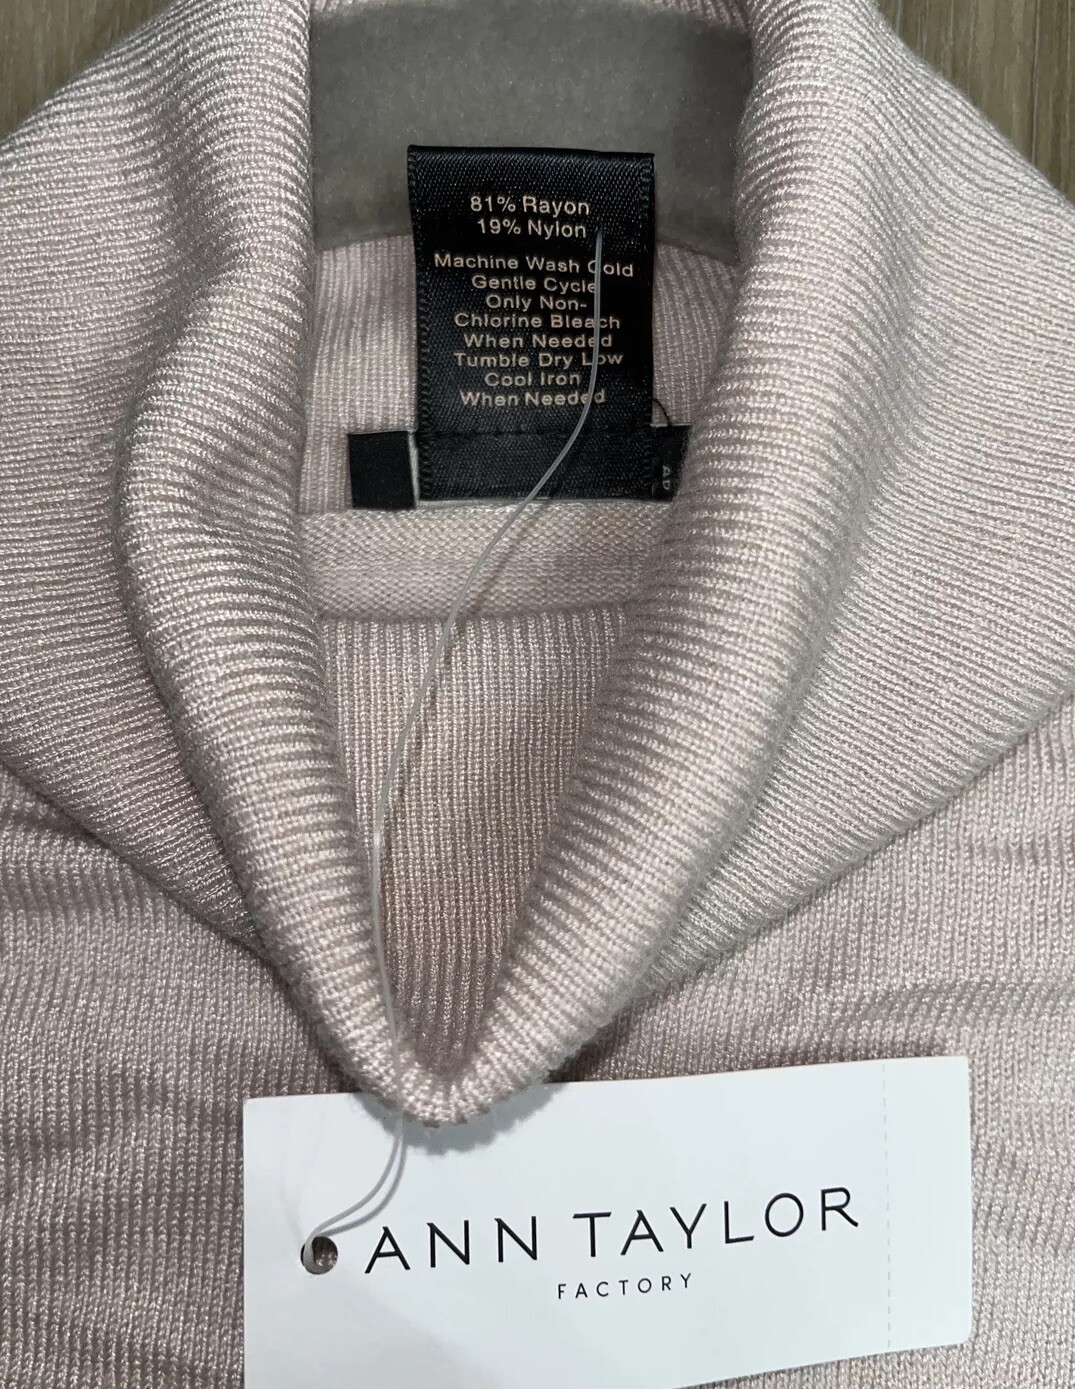 81% Rayon
19% Nylon
Machine Wash Cold
Gentle Cycle
Only Non-
Chlorine Bleach
When Needed
Tumble Dry Low
Cool Iron
When Needed
ANN TAYLOR
FACTORY